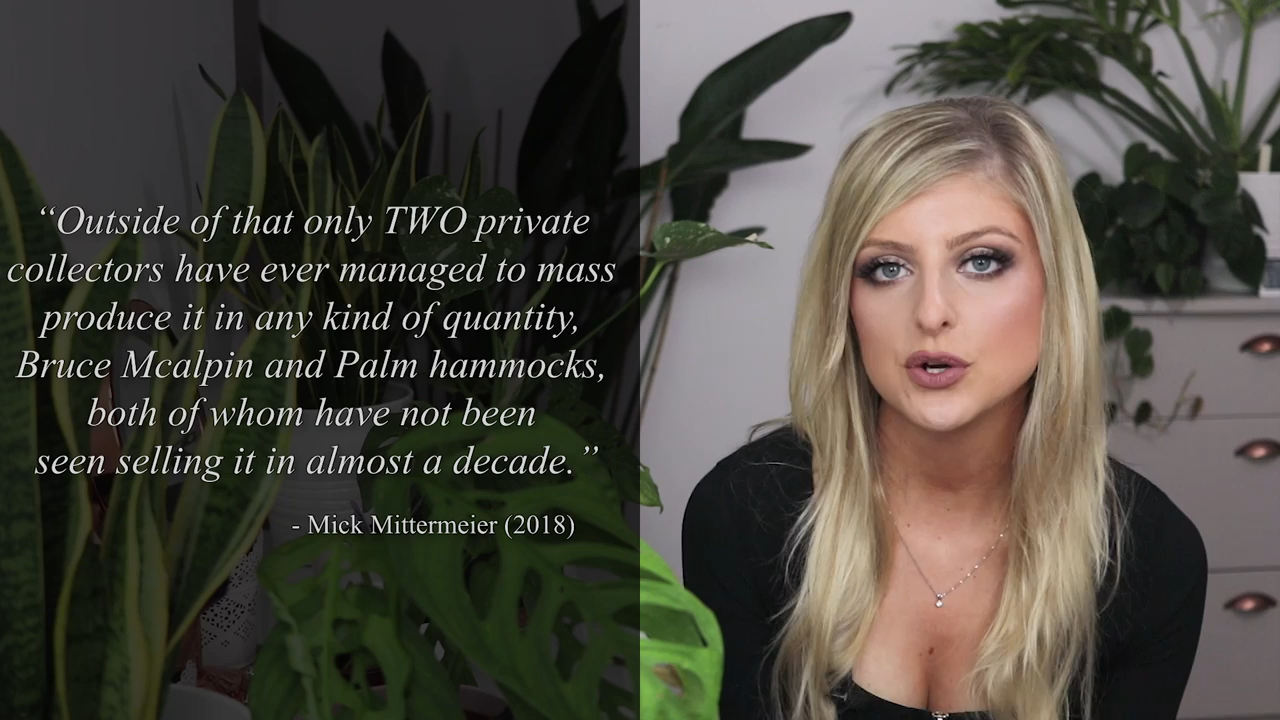 “Outside of that only TWO private
collectors have ever managed to mass
produce it in any kind of quantity,
Bruce Mcalpin and Palm hammocks,
both of whom have not been
seen selling it in almost a decade.”
- Mick Mittermeier (2018)